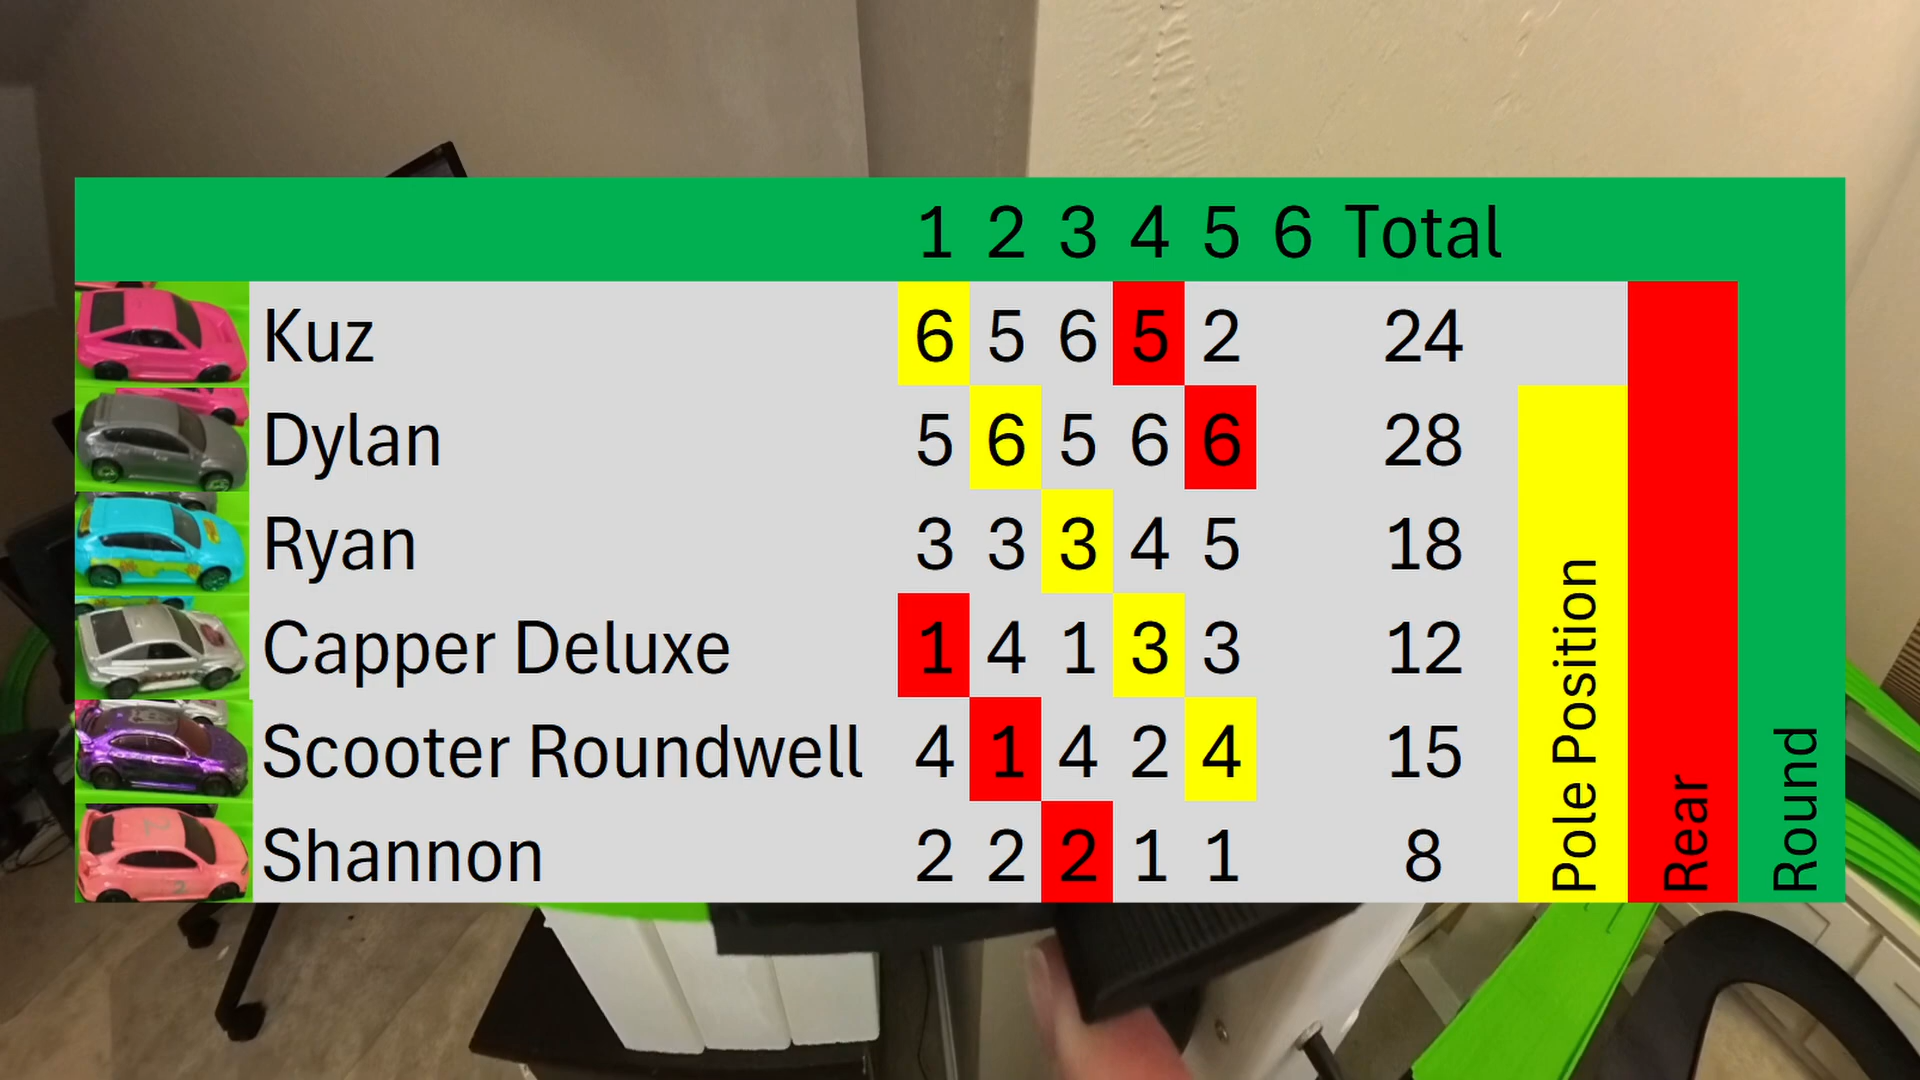 1 2 3 4 5 6 Total
Kuz 6 5 6 5 2 24
Dylan 5 6 5 6 6 28
Ryan 3 3 3 4 5 18
Capper Deluxe 1 4 1 3 3 12
Scooter Roundwell 4 1 4 2 4 15
Shannon 2 2 2 1 1 8
Pole Position
Rear
Round